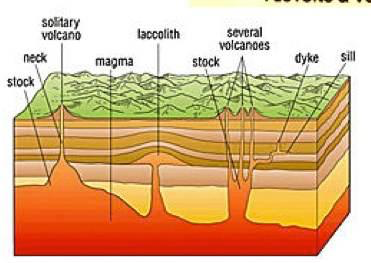 solitary
volcano
neck
stock
magma
laccolith
stock
several
volcanoes
dyke
sill